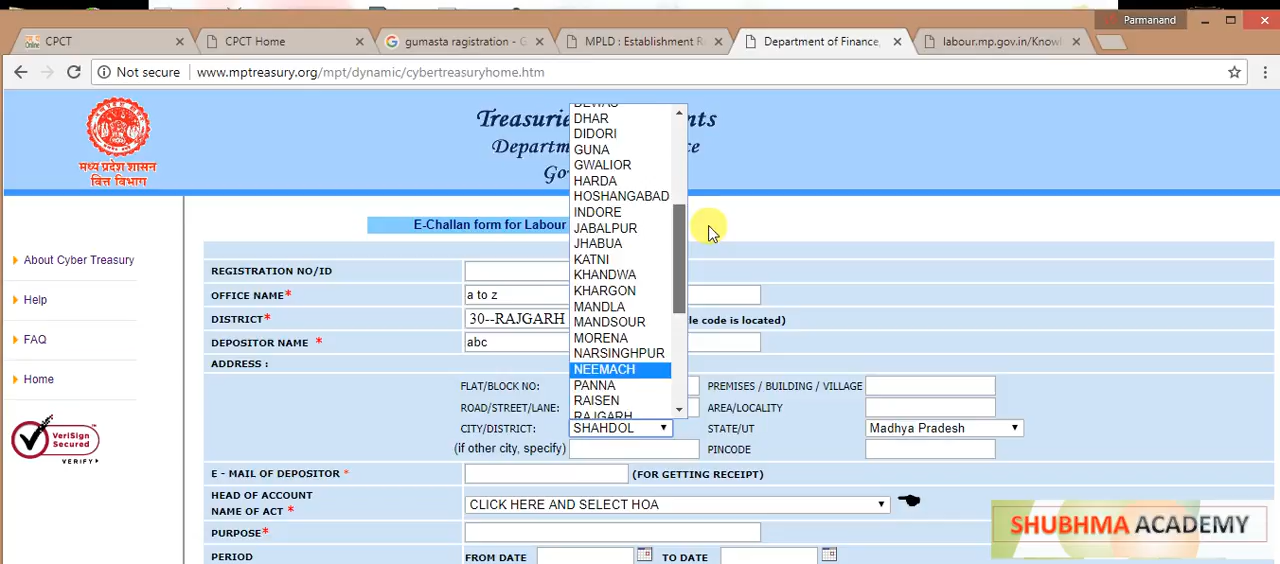 Parmanand
Online CPCT
CPCT Home
gumasta ragistration - G
MPLD : Establishment R
Department of Finance,
labour.mp.gov.in/Knowl
Not secure
www.mptreasury.org/mpt/dynamic/cybertreasuryhome.htm
मध्य प्रदेश शासन
वित्त विभाग
E-Challan form for Labour
DHAR
DIDORI
GUNA
GWALIOR
HARDA
HOSHANGABAD
INDORE
JABALPUR
JHABUA
KATNI
KHANDWA
KHARGON
MANDLA
MANDSOUR
MORENA
NARSINGHPUR
NEEMACH
PANNA
RAISEN
RAJGARH
About Cyber Treasury
Help
FAQ
Home
VeriSign
Secured
VERIFY
REGISTRATION NO/ID
OFFICE NAME* a to z
DISTRICT* 30--RAJGARH le code is located)
DEPOSITOR NAME * abc
ADDRESS :
FLAT/BLOCK NO: PREMISES / BUILDING / VILLAGE
ROAD/STREET/LANE: AREA/LOCALITY
CITY/DISTRICT: SHAHDOL STATE/UT Madhya Pradesh
(if other city, specify) PINCODE
E - MAIL OF DEPOSITOR * (FOR GETTING RECEIPT)
HEAD OF ACCOUNT
NAME OF ACT * CLICK HERE AND SELECT HOA
PURPOSE*
PERIOD FROM DATE TO DATE
SHUBHMA ACADEMY